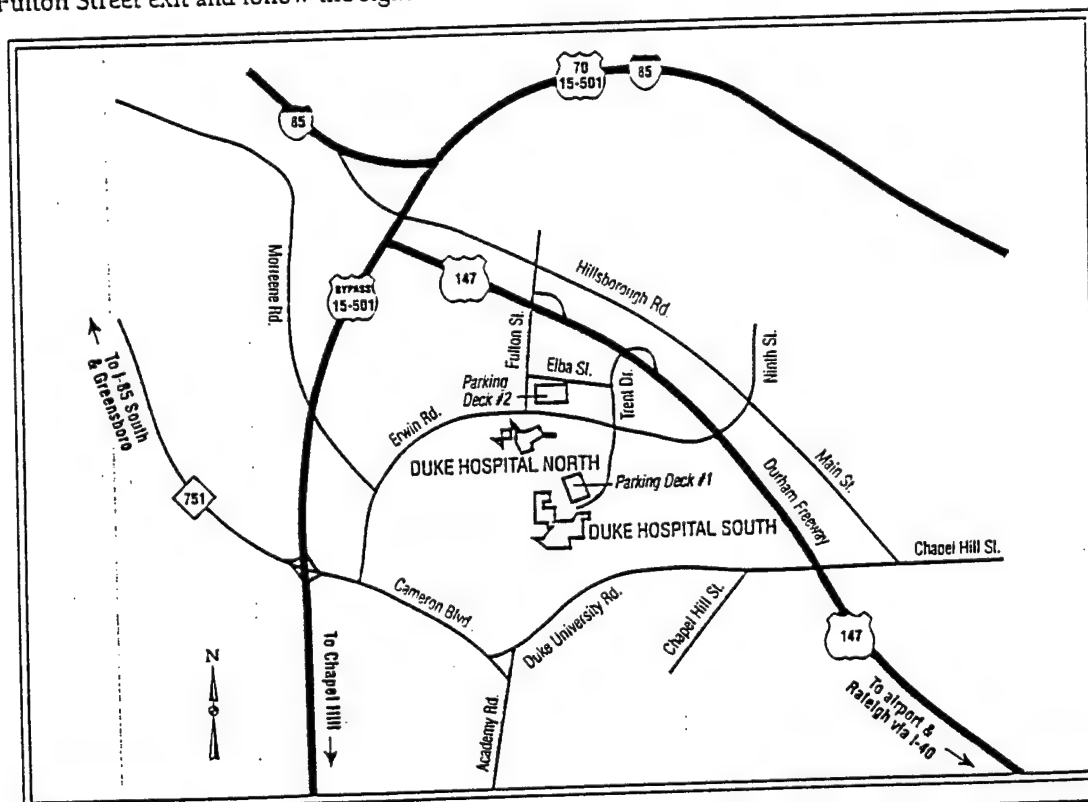 Fulton Street exit and follow the sign
70
15-501
85
85
Morreene Rd.
BYPASS
15-501
147
Hillsborough Rd.
Fulton St.
Ninth St.
Elba St.
Trent Dr.
Parking
Deck #2
To I-85 South
& Greensboro
Erwin Rd.
DUKE HOSPITAL NORTH
Parking Deck #1
Main St.
751
DUKE HOSPITAL SOUTH
Durham Freeway
Chapel Hill St.
Cameron Blvd.
Duke University Rd.
Chapel Hill St.
147
To Chapel Hill
N
Academy Rd.
To airport &
Raleigh via I-40